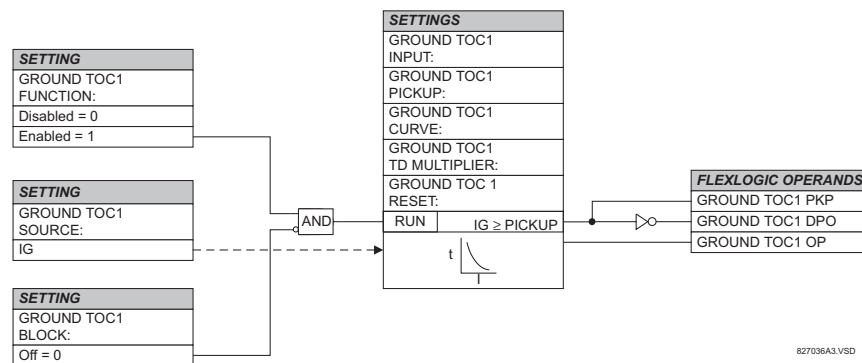 SETTING
GROUND TOC1
FUNCTION:
Disabled = 0
Enabled = 1
SETTING
GROUND TOC1
SOURCE:
IG
SETTING
GROUND TOC1
BLOCK:
Off = 0
AND
SETTINGS
GROUND TOC1
INPUT:
GROUND TOC1
PICKUP:
GROUND TOC1
CURVE:
GROUND TOC1
TD MULTIPLIER:
GROUND TOC 1
RESET:
RUN
IG ≥ PICKUP
t
I
FLEXLOGIC OPERANDS
GROUND TOC1 PKP
GROUND TOC1 DPO
GROUND TOC1 OP
827036A3.VSD